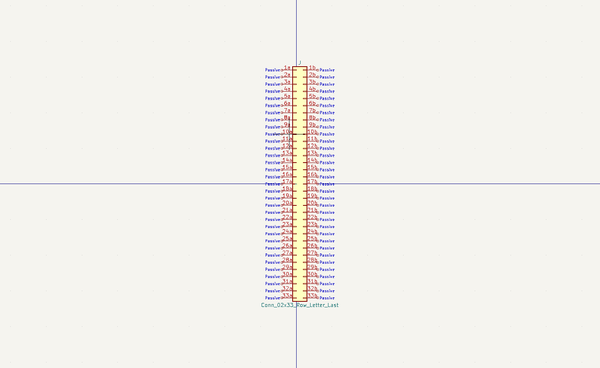 J
Passive 1a 1b Passive
Passive 2a 2b Passive
Passive 3a 3b Passive
Passive 4a 4b Passive
Passive 5a 5b Passive
Passive 6a 6b Passive
Passive 7a 7b Passive
Passive 8a 8b Passive
Passive 9a 9b Passive
Passive 10a 10b Passive
Passive 11a 11b Passive
Passive 12a 12b Passive
Passive 13a 13b Passive
Passive 14a 14b Passive
Passive 15a 15b Passive
Passive 16a 16b Passive
Passive 17a 17b Passive
Passive 18a 18b Passive
Passive 19a 19b Passive
Passive 20a 20b Passive
Passive 21a 21b Passive
Passive 22a 22b Passive
Passive 23a 23b Passive
Passive 24a 24b Passive
Passive 25a 25b Passive
Passive 26a 26b Passive
Passive 27a 27b Passive
Passive 28a 28b Passive
Passive 29a 29b Passive
Passive 30a 30b Passive
Passive 31a 31b Passive
Passive 32a 32b Passive
Passive 33a 33b Passive
Conn_02x33_Row_Letter_Last